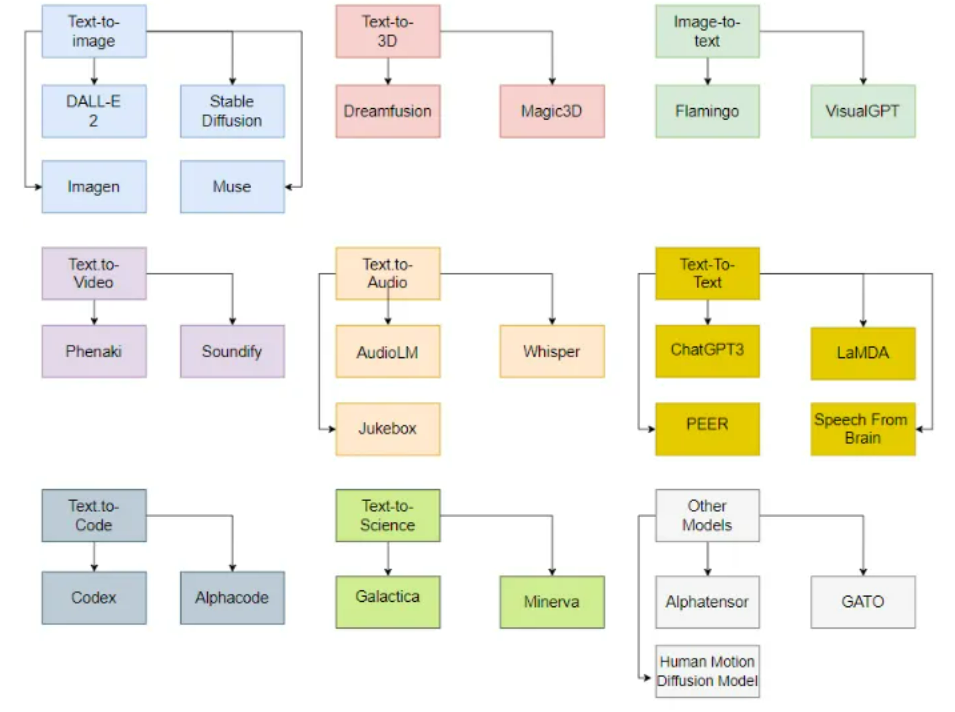 Text-to-
image
Text-to-
3D
Image-to-
text
DALL-E
2
Stable
Diffusion
Dreamfusion
Magic3D
Flamingo
VisualGPT
Imagen
Muse
Text.to-
Video
Text.to-
Audio
Text-To-
Text
Phenaki
Soundify
AudioLM
Whisper
ChatGPT3
LaMDA
Jukebox
PEER
Speech From
Brain
Text.to-
Code
Text-to-
Science
Other
Models
Codex
Alphacode
Galactica
Minerva
Alphatensor
GATO
Human Motion
Diffusion Model